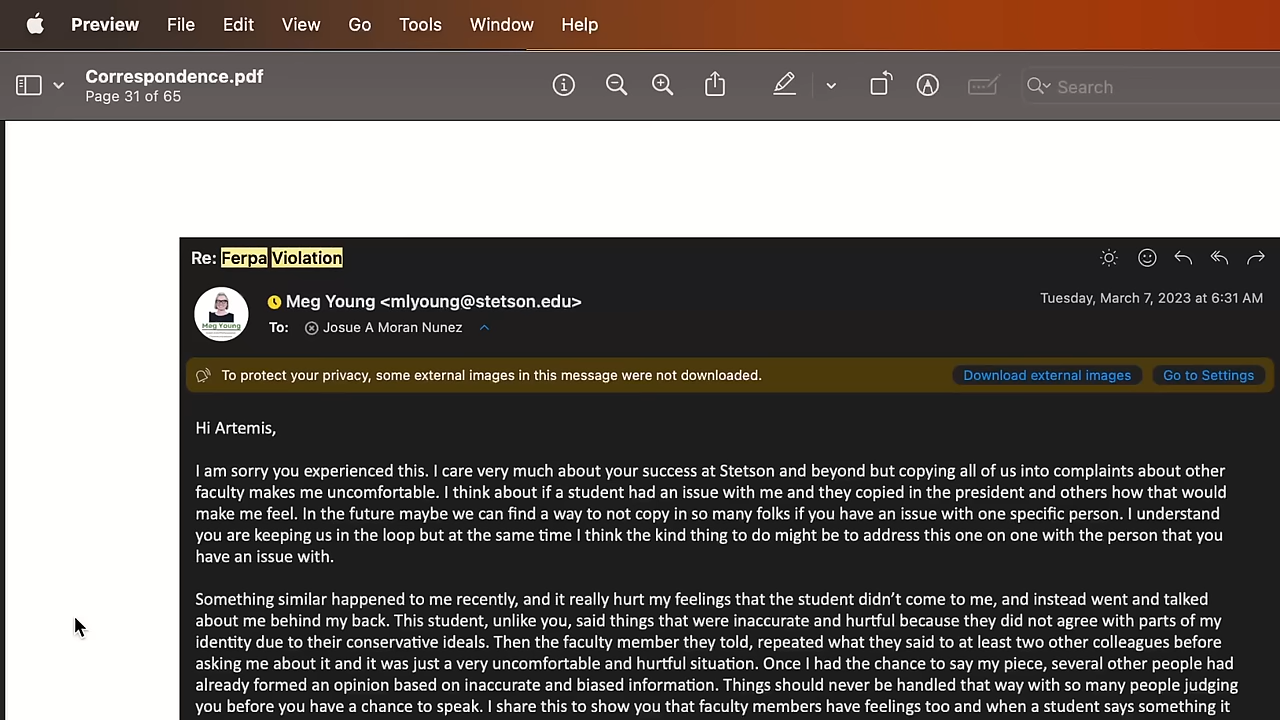 Preview File Edit View Go Tools Window Help
Correspondence.pdf
Page 31 of 65
Search
Re: Ferpa Violation
Meg Young <mlyoung@stetson.edu>
Tuesday, March 7, 2023 at 6:31 AM
Meg Young
To: Josue A Moran Nunez
To protect your privacy, some external images in this message were not downloaded.
Download external images
Go to Settings
Hi Artemis,
I am sorry you experienced this. I care very much about your success at Stetson and beyond but copying all of us into complaints about other
faculty makes me uncomfortable. I think about if a student had an issue with me and they copied in the president and others how that would
make me feel. In the future maybe we can find a way to not copy in so many folks if you have an issue with one specific person. I understand
you are keeping us in the loop but at the same time I think the kind thing to do might be to address this one on one with the person that you
have an issue with.
Something similar happened to me recently, and it really hurt my feelings that the student didn't come to me, and instead went and talked
about me behind my back. This student, unlike you, said things that were inaccurate and hurtful because they did not agree with parts of my
identity due to their conservative ideals. Then the faculty member they told, repeated what they said to at least two other colleagues before
asking me about it and it was just a very uncomfortable and hurtful situation. Once I had the chance to say my piece, several other people had
already formed an opinion based on inaccurate and biased information. Things should never be handled that way with so many people judging
you before you have a chance to speak. I share this to show you that faculty members have feelings too and when a student says something it